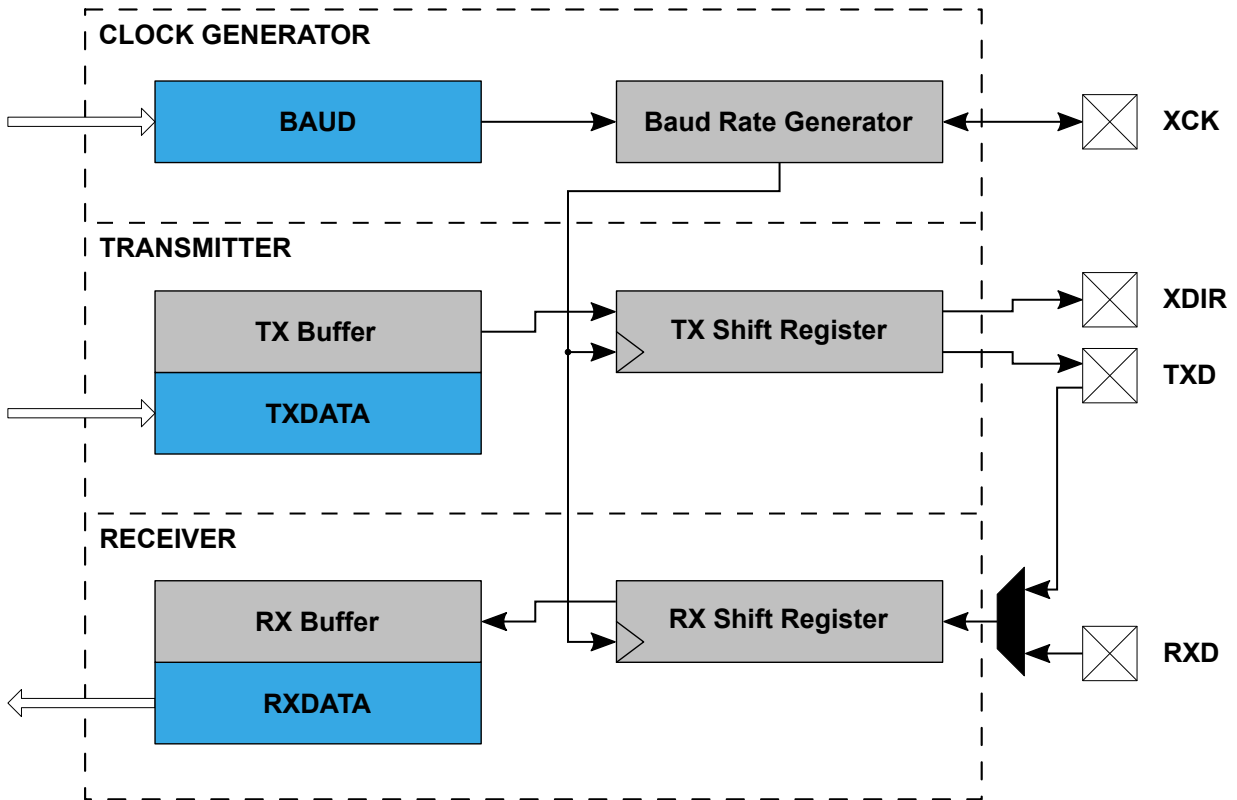 CLOCK GENERATOR
BAUD
Baud Rate Generator
XCK
TRANSMITTER
TX Buffer
TX Shift Register
XDIR
TXD
TXDATA
RECEIVER
RX Buffer
RX Shift Register
RXD
RXDATA